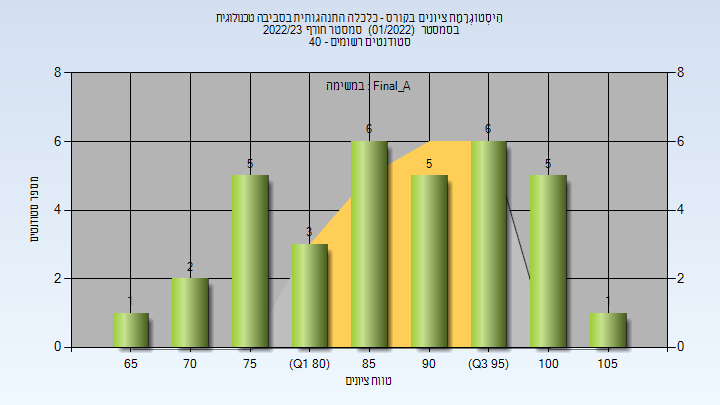 הִיסְטוֹגְרָמַת ציונים בקורס - כלכלה התנהגותית בסביבה טכנולוגית
בסמסטר (01/2022) סמסטר חורף 2022/23
סטודנטים רשומים - 40
במשימה : Final_A
מספר סטודנטים
8 8
6 6
4 4
2 2
0 0
1 2 5 3 6 5 6 5 1
65 70 75 (Q1 80) 85 90 (Q3 95) 100 105
טווח ציונים